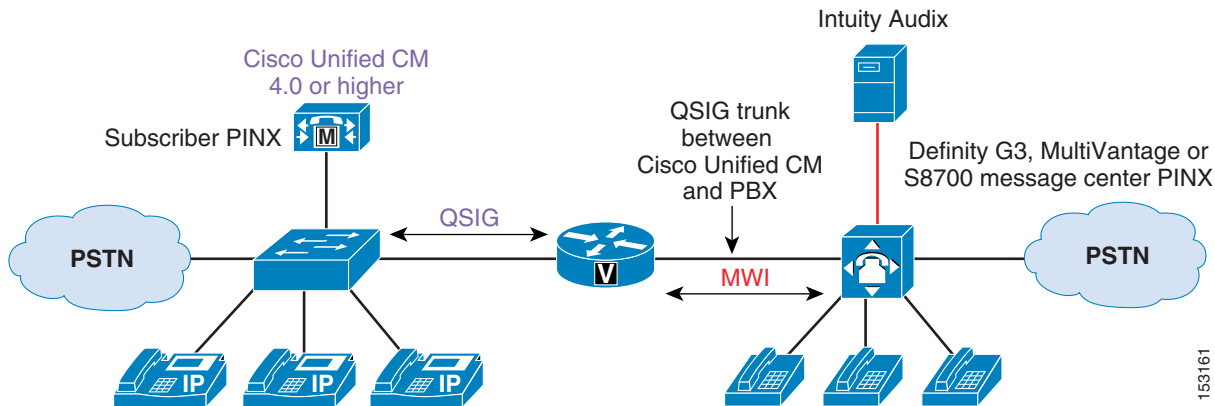 Intuity Audix
Cisco Unified CM
4.0 or higher
Subscriber PINX
M
QSIG trunk
between
Cisco Unified CM
and PBX
Definity G3, MultiVantage or
S8700 message center PINX
PSTN
QSIG
V
MWI
PSTN
IP
IP
IP
153161